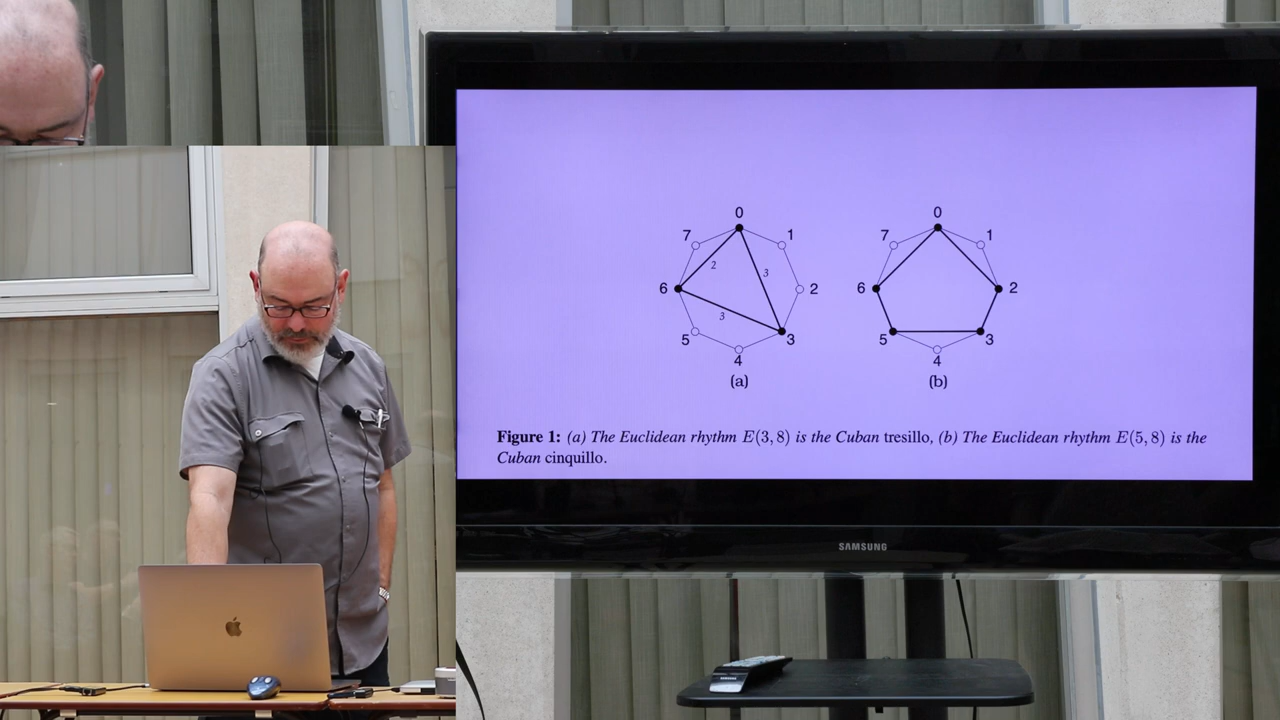 0 0
7 1 7 1
2 3
6 2 6 2
3
5 3 5 3
4 4
(a) (b)
Figure 1: (a) The Euclidean rhythm E(3,8) is the Cuban tresillo, (b) The Euclidean rhythm E(5,8) is the
Cuban cinquillo.
SAMSUNG